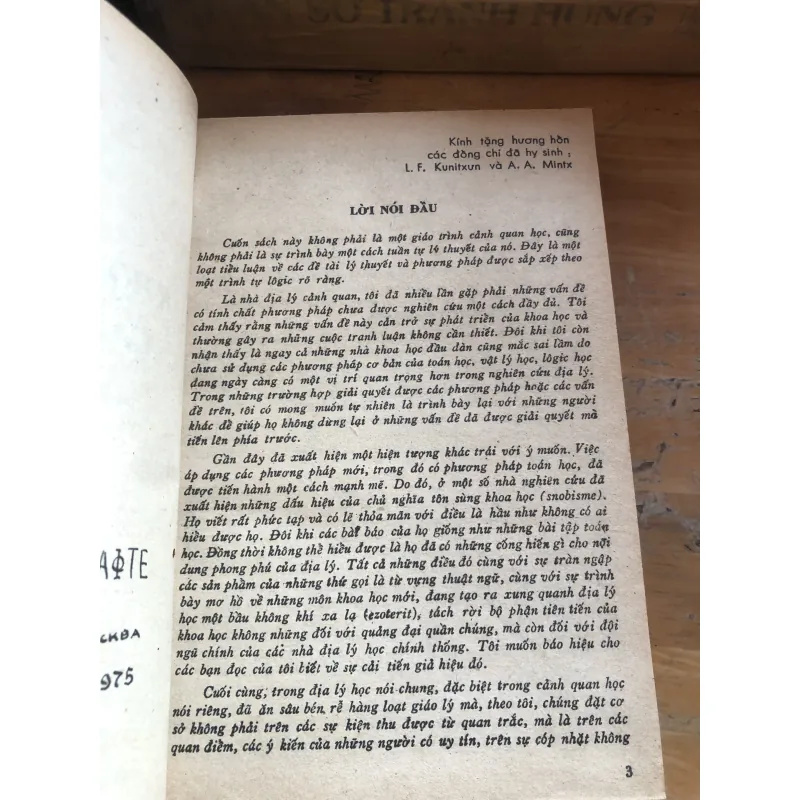 SƠ TRANH HÙNG
АФТЕ
СКВА
975
Kính tặng hương hồn
các đồng chí đã hy sinh ;
L. F. Kunitxưn và A. A. Mintx
LỜI NÓI ĐẦU
Cuốn sách này không phải là một giáo trình cảnh quan học, cũng
không phải là sự trình bày một cách tuần tự lý thuyết của nó. Đây là một
loạt tiểu luận về các đề tài lý thuyết và phương pháp được sắp xếp theo
một trình tự lôgic rõ ràng.
Là nhà địa lý cảnh quan, tôi đã nhiều lần gặp phải những vấn đề
có tính chất phương pháp chưa được nghiên cứu một cách đầy đủ. Tôi
cảm thấy rằng những vấn đề này cản trở sự phát triển của khoa học và
thường gây ra những cuộc tranh luận không cần thiết. Đôi khi tôi còn
nhận thấy là ngay cả những nhà khoa học đầu đàn cũng mắc sai lầm do
chưa sử dụng các phương pháp cơ bản của toán học, vật lý học, lôgic học
đang ngày càng có một vị trí quan trọng hơn trong nghiên cứu địa lý.
Trong những trường hợp giải quyết được các phương pháp hoặc các vấn
đề trên, tôi có mong muốn tự nhiên là trình bày lại với những người
khác để giúp họ không dừng lại ở những vấn đề đã được giải quyết mà
tiến lên phía trước.
Gần đây đã xuất hiện một hiện tượng khác trái với ý muốn. Việc
áp dụng các phương pháp mới, trong đó có phương pháp toán học, đã
được tiến hành một cách mạnh mẽ. Do đó, ở một số nhà nghiên cứu đã
xuất hiện những dấu hiệu của chủ nghĩa tôn sùng khoa học (snobisme).
Họ viết rất phức tạp và có lẽ thỏa mãn với điều là hầu như không có ai
hiểu được họ. Đôi khi các bài báo của họ giống như những bài tập toán
học. Đồng thời không thể hiểu được là họ đã có những cống hiến gì cho nội
dung phong phú của địa lý. Tất cả những điều đó cùng với sự tràn ngập
các sản phẩm của những thứ gọi là từ vựng thuật ngữ, cùng với sự trình
bày mơ hồ về những môn khoa học mới, đang tạo ra xung quanh địa lý
học một bầu không khí xa lạ (ezoterit), tách rời bộ phận tiên tiến của
khoa học không những đối với quảng đại quần chúng, mà còn đối với đội
ngũ chính của các nhà địa lý học chính thống. Tôi muốn báo hiệu cho
các bạn đọc của tôi biết về sự cải tiến giả hiệu đó.
Cuối cùng, trong địa lý học nói chung, đặc biệt trong cảnh quan học
nói riêng, đã ăn sâu bén rễ hàng loạt giáo lý mà, theo tôi, chúng đặt cơ
sở không phải trên các sự kiện thu được từ quan trắc, mà là trên các
quan điểm, các ý kiến của những người có uy tín, trên sự cóp nhặt không
3